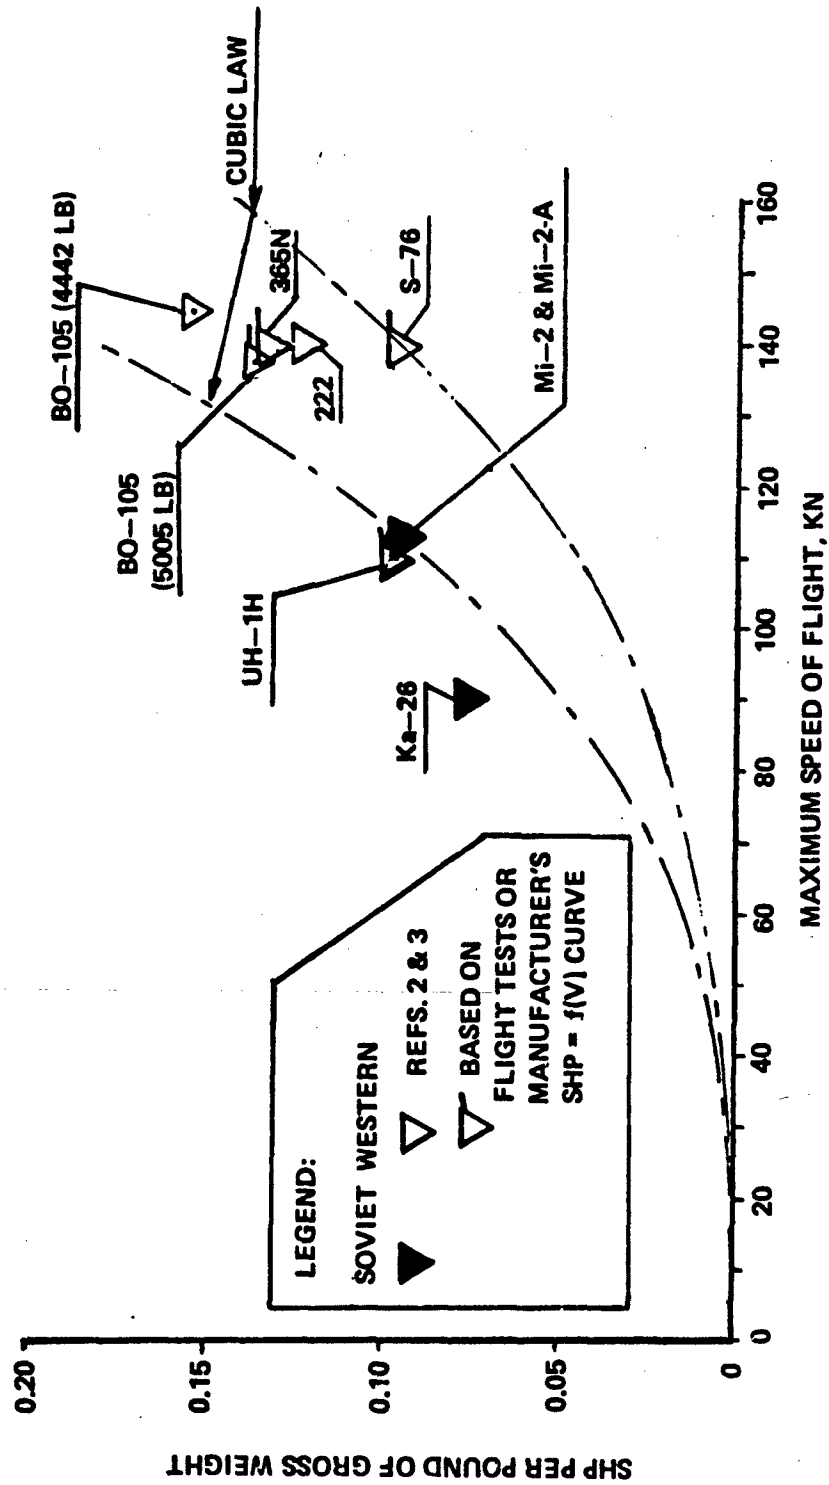 BO–105 (4442 LB)
CUBIC LAW
BO–105
(5005 LB)
365N
222
S–76
UH–1H
Ka–26
Mi–2 & Mi–2-A
LEGEND:
SOVIET WESTERN
REFS. 2 & 3
BASED ON
FLIGHT TESTS OR
MANUFACTURER'S
SHP = f(V) CURVE
SHP PER POUND OF GROSS WEIGHT
0.20
0.15
0.10
0.05
0
0 20 40 60 80 100 120 140 160
MAXIMUM SPEED OF FLIGHT, KN